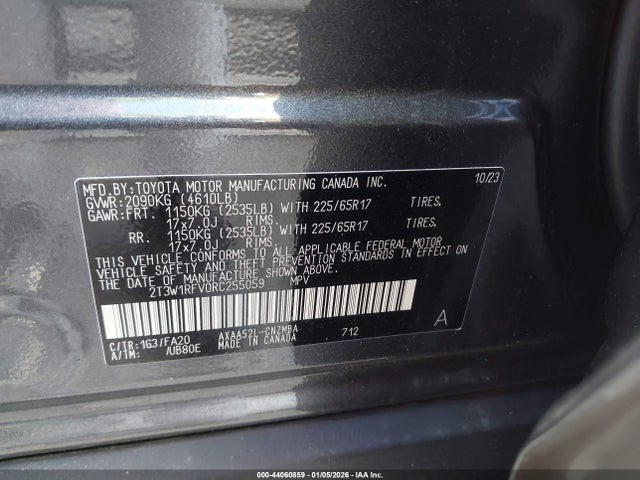 MFD.BY:TOYOTA MOTOR MANUFACTURING CANADA INC. 10/23
GVWR:2090KG (4610LB)
GAWR:FRT. 1150KG (2535LB) WITH 225/65R17 TIRES.
17x7.0J RIMS.
RR. 1150KG (2535LB) WITH 225/65R17 TIRES.
17x7.0J RIMS.
THIS VEHICLE CONFORMS TO ALL APPLICABLE FEDERAL MOTOR
VEHICLE SAFETY AND THEFT PREVENTION STANDARDS IN EFFECT ON
THE DATE OF MANUFACTURE SHOWN ABOVE.
2T3W1RFV0RC255059 MPV
C/TR:1G3/FA20 AXAA52L-CNZMBA 712 A
A/TM: /UB80E MADE IN CANADA
000-44060859 | 01/05/2026 | IAA Inc.